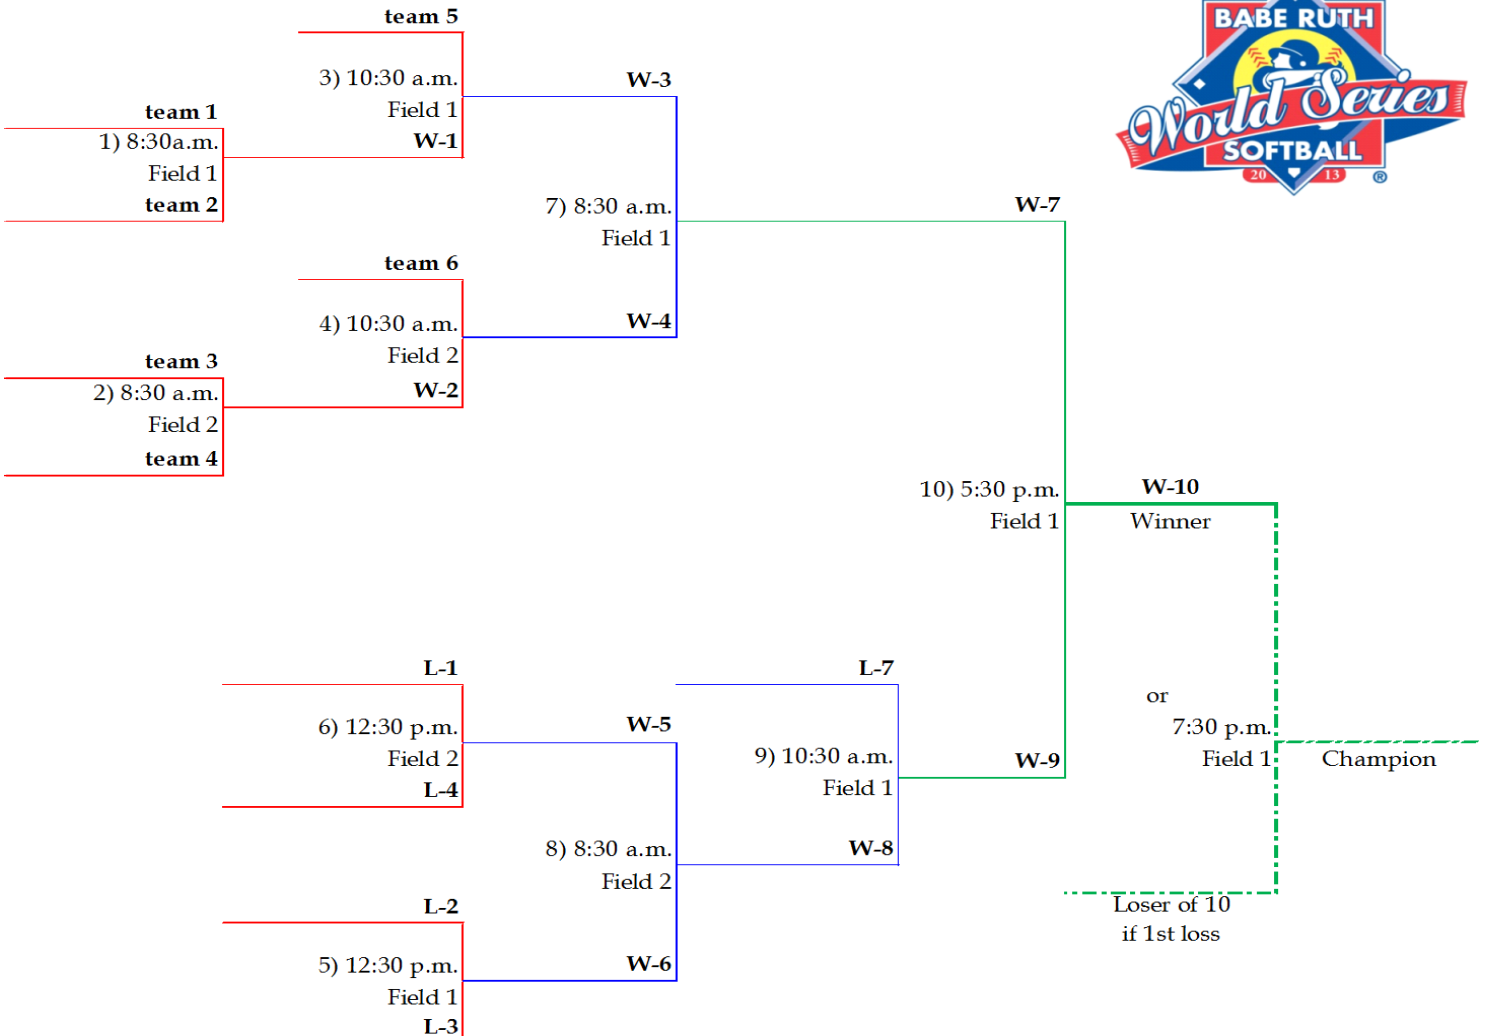 team 5
3) 10:30 a.m.
Field 1
W-1
W-3
team 1
1) 8:30a.m.
Field 1
team 2
7) 8:30 a.m.
Field 1
W-7
team 6
4) 10:30 a.m.
Field 2
W-2
W-4
team 3
2) 8:30 a.m.
Field 2
team 4
10) 5:30 p.m.
Field 1
W-10
Winner
L-1
6) 12:30 p.m.
Field 2
L-4
W-5
L-7
9) 10:30 a.m.
Field 1
W-8
W-9
or
7:30 p.m.
Field 1
Champion
8) 8:30 a.m.
Field 2
L-2
5) 12:30 p.m.
Field 1
L-3
W-6
Loser of 10
if 1st loss
BABE RUTH
World Series
SOFTBALL
20 13 ®